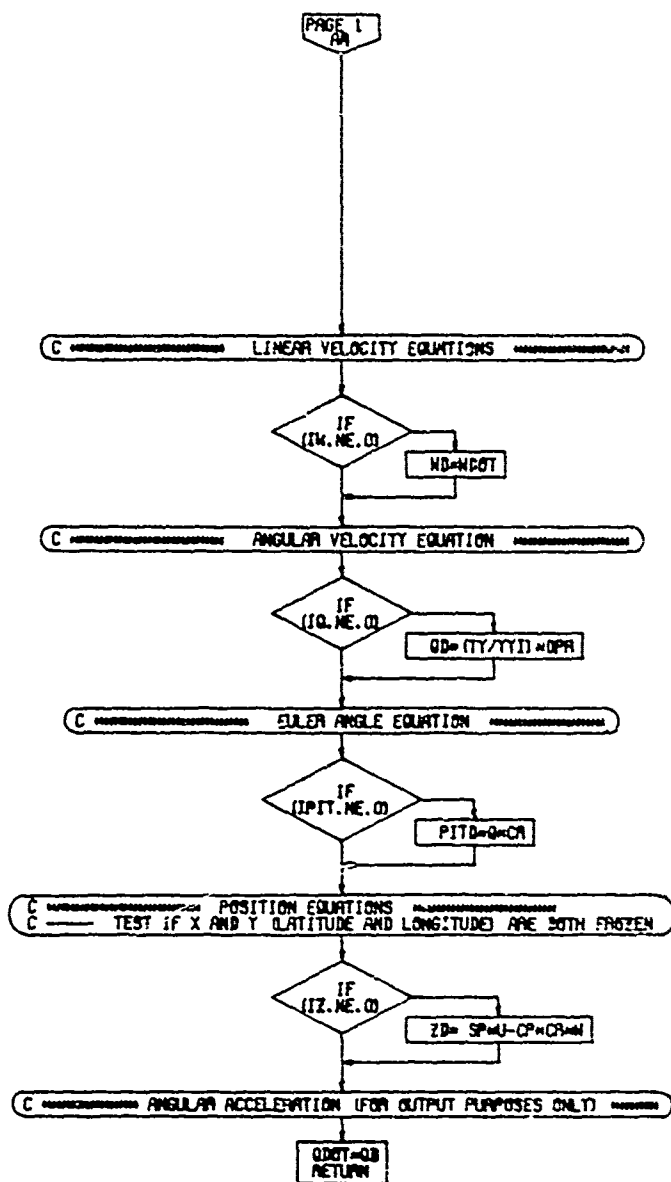 PAGE 1
AA
C ******************** LINEAR VELOCITY EQUATIONS ***************
IF
(IW.NE.0)
WD=WDOT
C ******************** ANGULAR VELOCITY EQUATION ***************
IF
(IQ.NE.0)
QD=(TY/YYI)*DPR
C ******************** EULER ANGLE EQUATION ***************
IF
(IPIT.NE.0)
PITD=Q*CR
C ******************** POSITION EQUATIONS ********************
C ---- TEST IF X AND Y (LATITUDE AND LONGITUDE) ARE BOTH FROZEN
IF
(IZ.NE.0)
ZD= SP*U-CP*CR*W
C ************* ANGULAR ACCELERATION (FOR OUTPUT PURPOSES ONLY) ******
QDOT=QD
RETURN